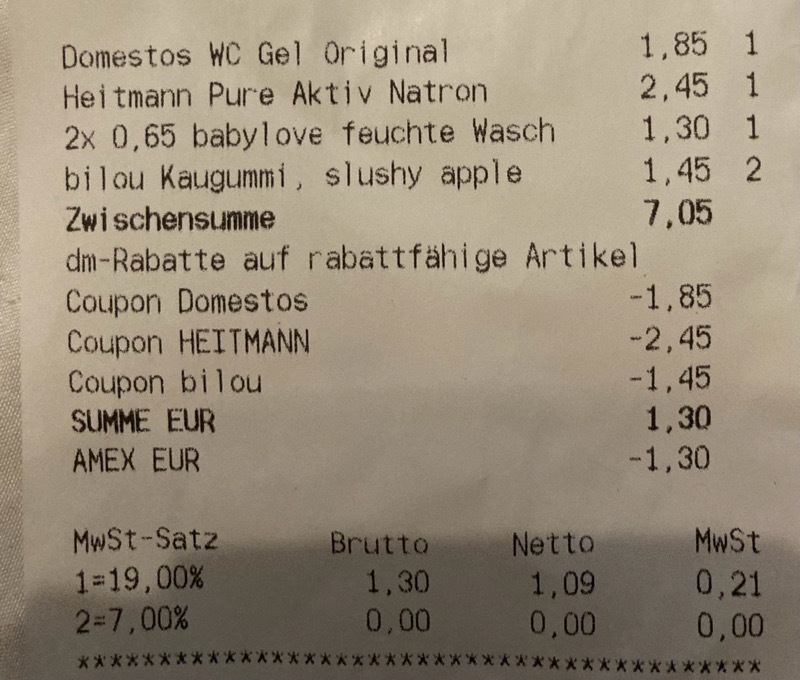 Domestos WC Gel Original 1,85 1
Heitmann Pure Aktiv Natron 2,45 1
2x 0,65 babylove feuchte Wasch 1,30 1
bilou Kaugummi, slushy apple 1,45 2
Zwischensumme 7,05
dm-Rabatte auf rabattfähige Artikel
Coupon Domestos -1,85
Coupon HEITMANN -2,45
Coupon bilou -1,45
SUMME EUR 1,30
AMEX EUR -1,30
MwSt-Satz Brutto Netto MwSt
1=19,00% 1,30 1,09 0,21
2=7,00% 0,00 0,00 0,00
******************************************